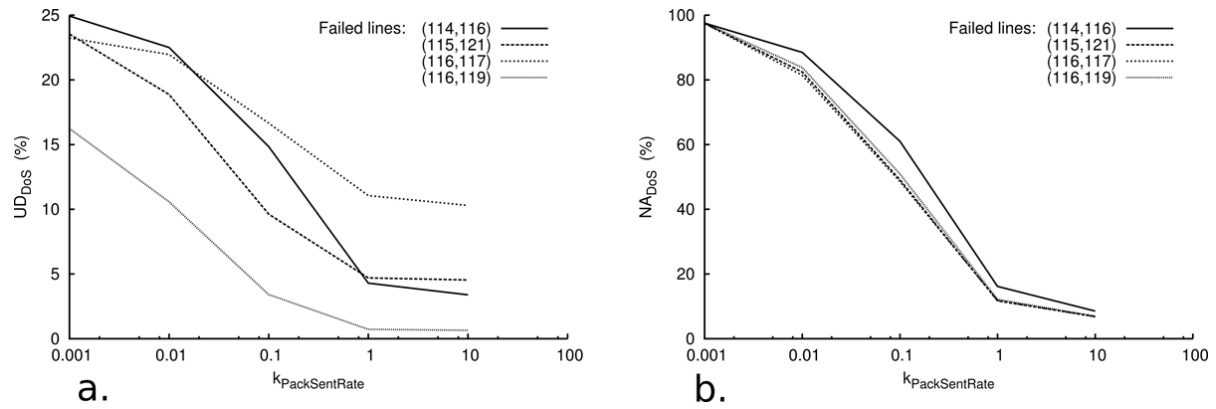 25
20
15
10
5
0
UD_DoS (%)
0.001 0.01 0.1 1 10 100
k_PackSentRate
Failed lines: (114,116)
(115,121)
(116,117)
(116,119)
a.
100
80
60
40
20
0
NA_DoS (%)
0.001 0.01 0.1 1 10 100
k_PackSentRate
Failed lines: (114,116)
(115,121)
(116,117)
(116,119)
b.